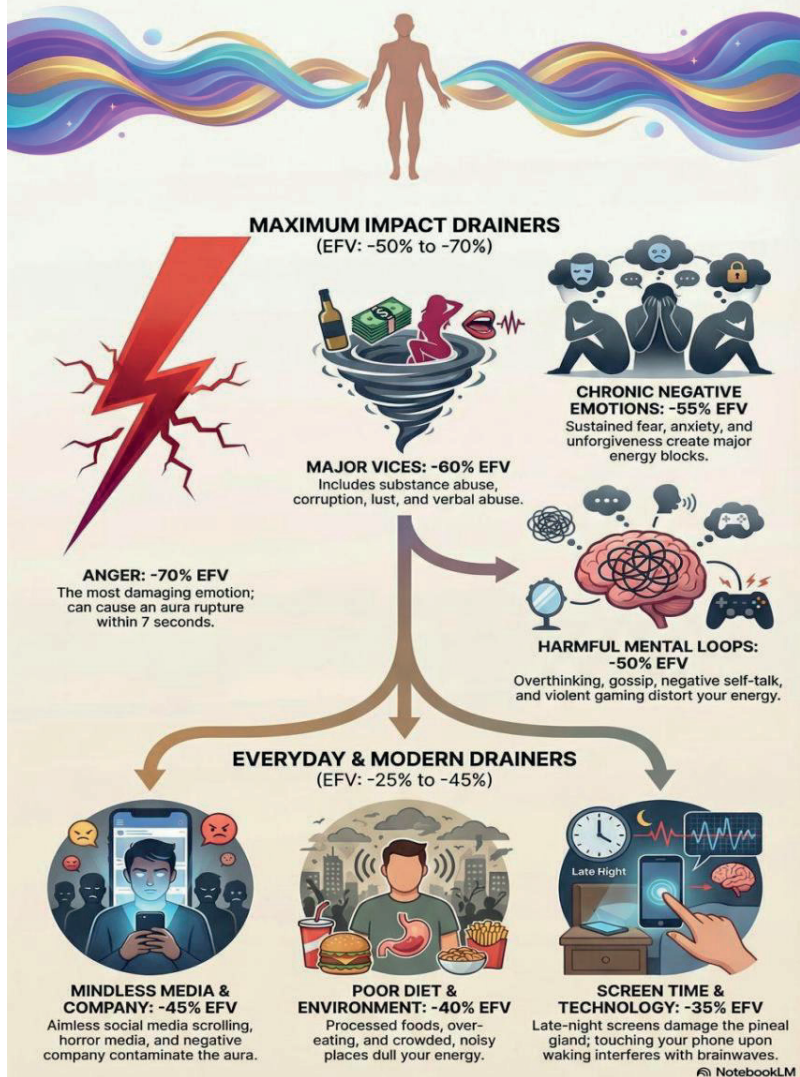 MAXIMUM IMPACT DRAINERS
(EFV: -50% to -70%)
CHRONIC NEGATIVE
EMOTIONS: -55% EFV
Sustained fear, anxiety, and
unforgiveness create major
energy blocks.
MAJOR VICES: -60% EFV
Includes substance abuse,
corruption, lust, and verbal abuse.
ANGER: -70% EFV
The most damaging emotion;
can cause an aura rupture
within 7 seconds.
HARMFUL MENTAL LOOPS:
-50% EFV
Overthinking, gossip, negative self-talk,
and violent gaming distort your energy.
EVERYDAY & MODERN DRAINERS
(EFV: -25% to -45%)
Late Hight
MINDLESS MEDIA &
COMPANY: -45% EFV
Aimless social media scrolling,
horror media, and negative
company contaminate the aura.
POOR DIET &
ENVIRONMENT: -40% EFV
Processed foods, over-
eating, and crowded, noisy
places dull your energy.
SCREEN TIME &
TECHNOLOGY: -35% EFV
Late-night screens damage the pineal
giand; touching your phone upon
waking interferes with brainwaves.
NotebookLM